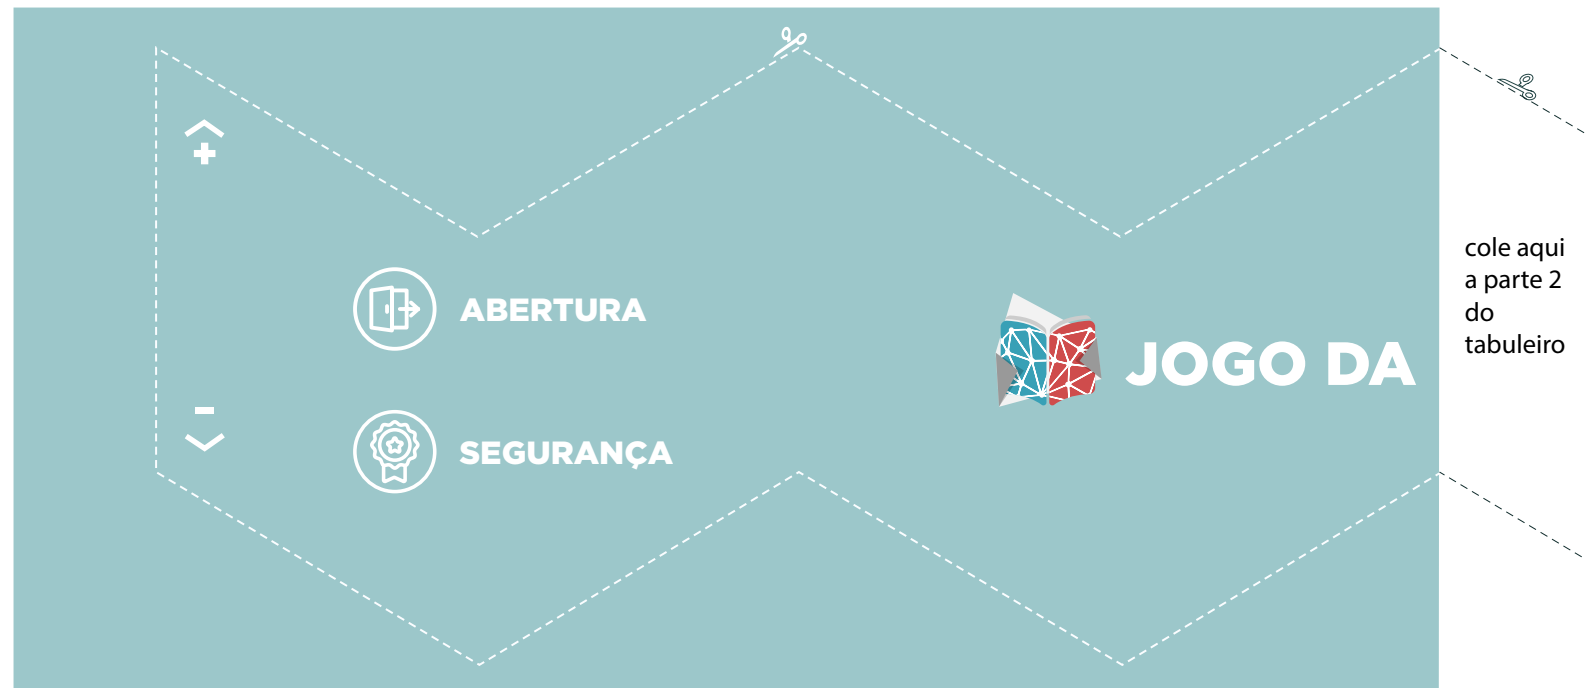 +
ABERTURA
JOGO DA
-
SEGURANÇA
cole aqui
a parte 2
do
tabuleiro